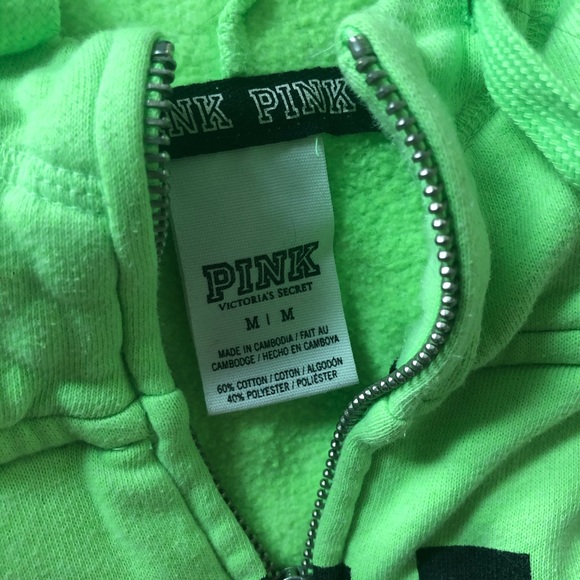 NK PINK
PINK
VICTORIA'S SECRET
M | M
MADE IN CAMBODIA / FAIT AU
CAMBODGE / HECHO EN CAMBOYA
60% COTTON / COTON / ALGODÓN
40% POLYESTER / POLIÉSTER